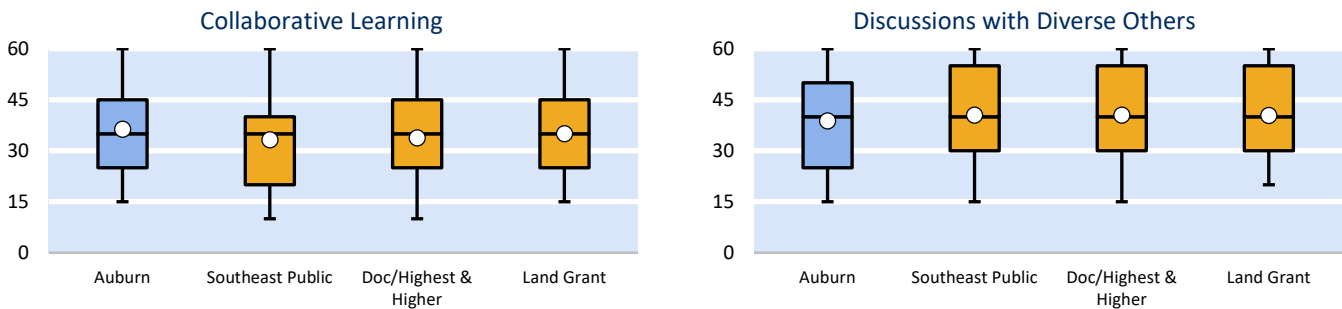 Collaborative Learning
60
45
30
15
0
Auburn
Southeast Public
Doc/Highest &
Higher
Land Grant
Discussions with Diverse Others
60
45
30
15
0
Auburn
Southeast Public
Doc/Highest &
Higher
Land Grant